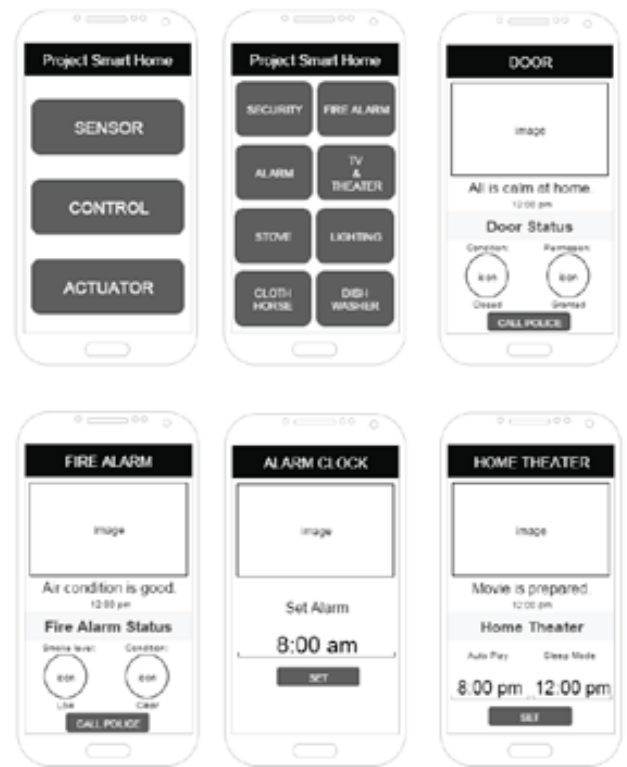 Project Smart Home
SENSOR
CONTROL
ACTUATOR
Project Smart Home
SECURITY
FIRE ALARM
ALARM
TV
&
THEATER
STOVE
LIGHTING
CLOTH
HORSE
DISH
WASHER
DOOR
image
All is calm at home.
12:00 pm
Door Status
Condition: Permission:
icon icon
Closed Granted
CALL POLICE
FIRE ALARM
image
Air condition is good.
12:00 pm
Fire Alarm Status
Smoke level: Condition:
icon icon
Low Clear
CALL POLICE
ALARM CLOCK
image
Set Alarm
8:00 am
SET
HOME THEATER
image
Movie is prepared.
12:00 pm
Home Theater
Auto Play Sleep Mode
8:00 pm 12:00 pm
SET